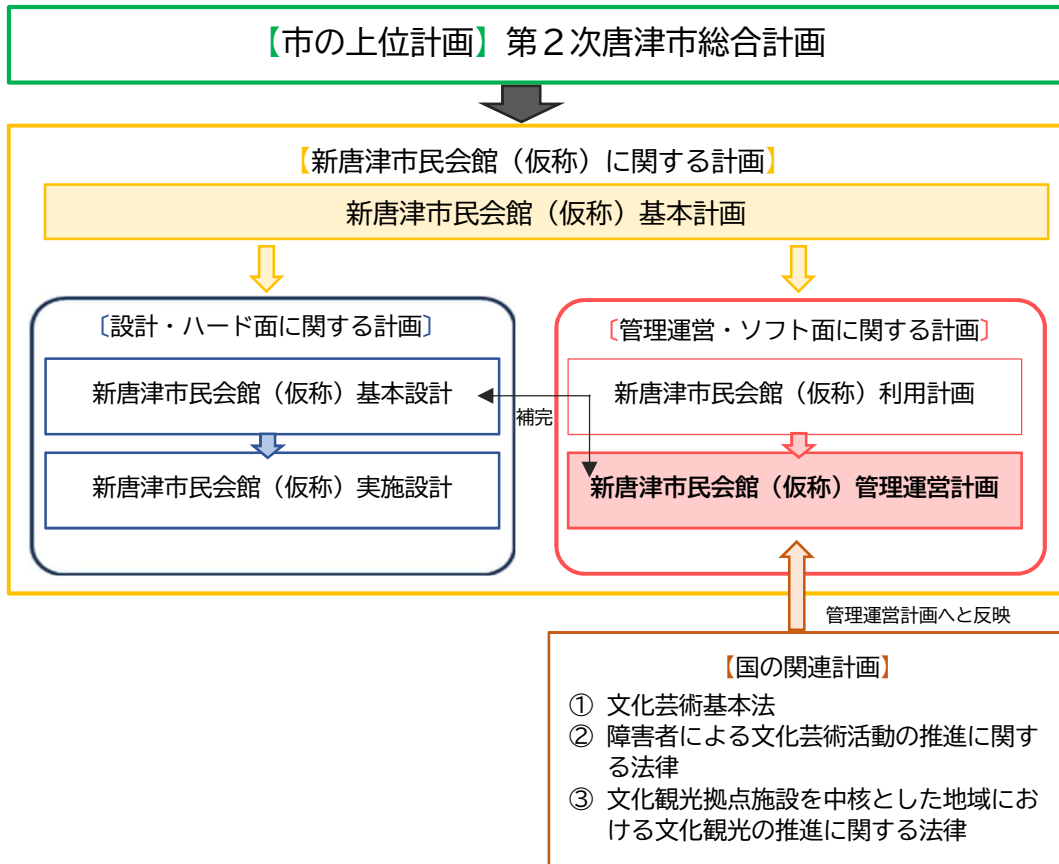 【市の上位計画】第２次唐津市総合計画
【新唐津市民会館（仮称）に関する計画】
新唐津市民会館（仮称）基本計画
〔設計・ハード面に関する計画〕
新唐津市民会館（仮称）基本設計
新唐津市民会館（仮称）実施設計
補完
〔管理運営・ソフト面に関する計画〕
新唐津市民会館（仮称）利用計画
新唐津市民会館（仮称）管理運営計画
管理運営計画へと反映
【国の関連計画】
① 文化芸術基本法
② 障害者による文化芸術活動の推進に関す
る法律
③ 文化観光拠点施設を中核とした地域にお
ける文化観光の推進に関する法律